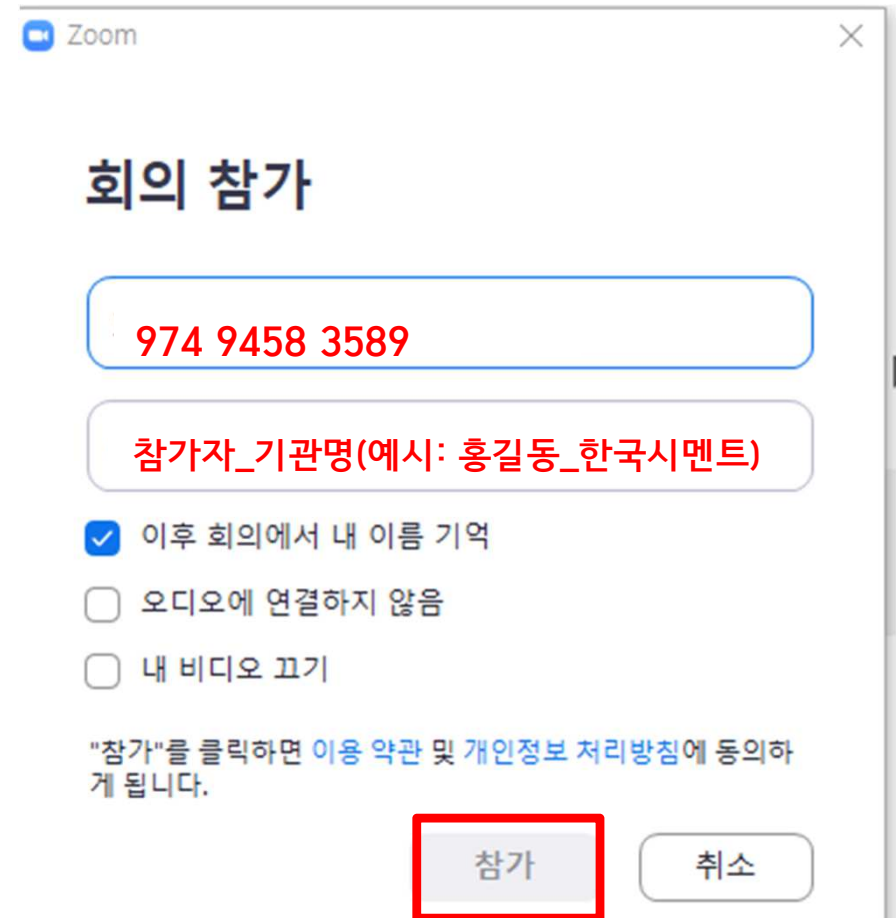 Zoom
회의 참가
974 9458 3589
참가자_기관명(예시: 홍길동_한국시멘트)
이후 회의에서 내 이름 기억
오디오에 연결하지 않음
내 비디오 끄기
"참가"를 클릭하면 이용 약관 및 개인정보 처리방침에 동의하
게 됩니다.
참가 취소